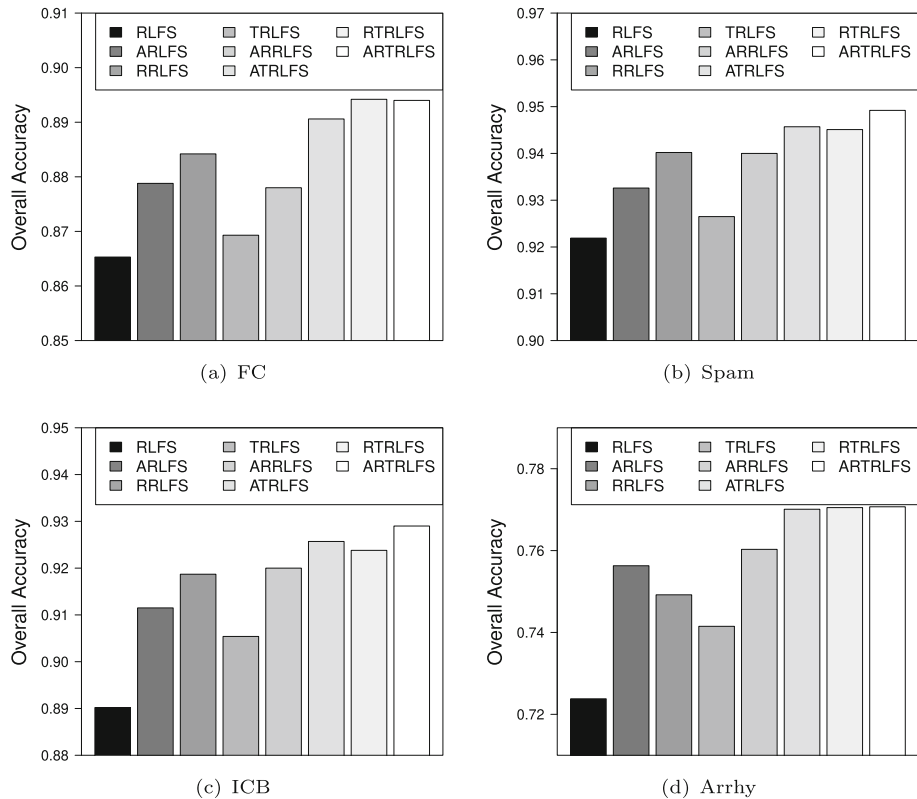 Overall Accuracy
0.91
0.90
0.89
0.88
0.87
0.86
0.85
RLFS TRLFS RTRLFS
ARLFS ARRLFS ARTRLFS
RRLFS ATRLFS
(a) FC
Overall Accuracy
0.97
0.96
0.95
0.94
0.93
0.92
0.91
0.90
RLFS TRLFS RTRLFS
ARLFS ARRLFS ARTRLFS
RRLFS ATRLFS
(b) Spam
Overall Accuracy
0.95
0.94
0.93
0.92
0.91
0.90
0.89
0.88
RLFS TRLFS RTRLFS
ARLFS ARRLFS ARTRLFS
RRLFS ATRLFS
(c) ICB
Overall Accuracy
0.78
0.76
0.74
0.72
RLFS TRLFS RTRLFS
ARLFS ARRLFS ARTRLFS
RRLFS ATRLFS
(d) Arrhy